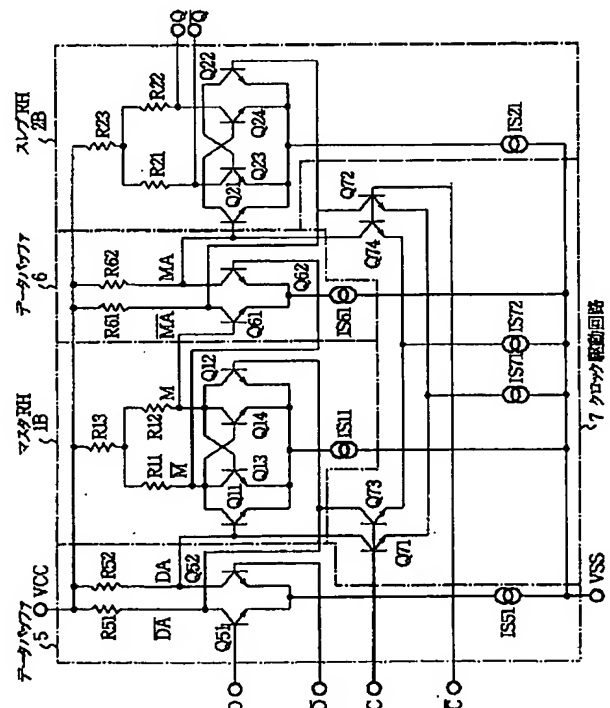 データバッファ
5
マスタRH
1B
データバッファ
6
スレブRH
2B
VCC
R51
R52
R13
R11
R12
R61
R62
R23
R21
R22
Q
Q̅
D̅A̅
DA
M̅
M
M̅A̅
MA
Q51
Q52
Q11
Q13
Q14
Q12
Q61
Q62
Q21
Q23
Q24
Q22
Q71
Q73
Q74
Q72
D̅
C
C̅
IS51
IS11
IS61
IS71
IS72
IS21
VSS
7 クロック駆動回路